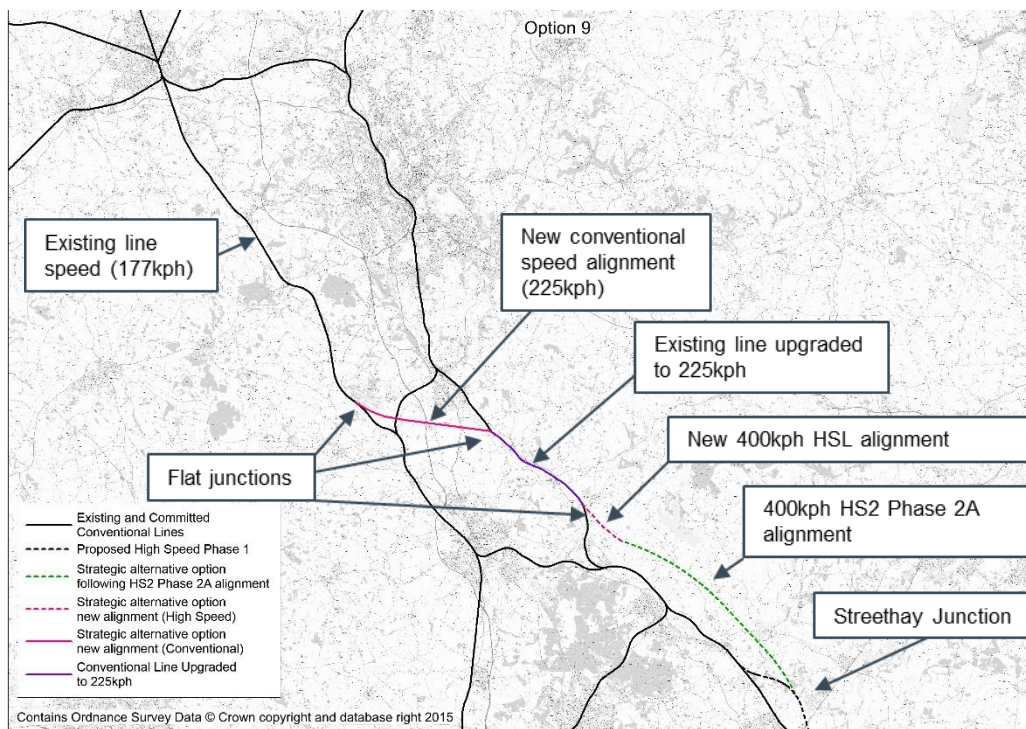 Option 9
Existing line
speed (177kph)
New conventional
speed alignment
(225kph)
Existing line upgraded
to 225kph
New 400kph HSL alignment
400kph HS2 Phase 2A
alignment
Flat junctions
Streethay Junction
Existing and Committed
Conventional Lines
Proposed High Speed Phase 1
Strategic alternative option
following HS2 Phase 2A alignment
Strategic alternative option
new alignment (High Speed)
Strategic alternative option
new alignment (Conventional)
Conventional Line Upgraded
to 225kph
Contains Ordnance Survey Data © Crown copyright and database right 2015